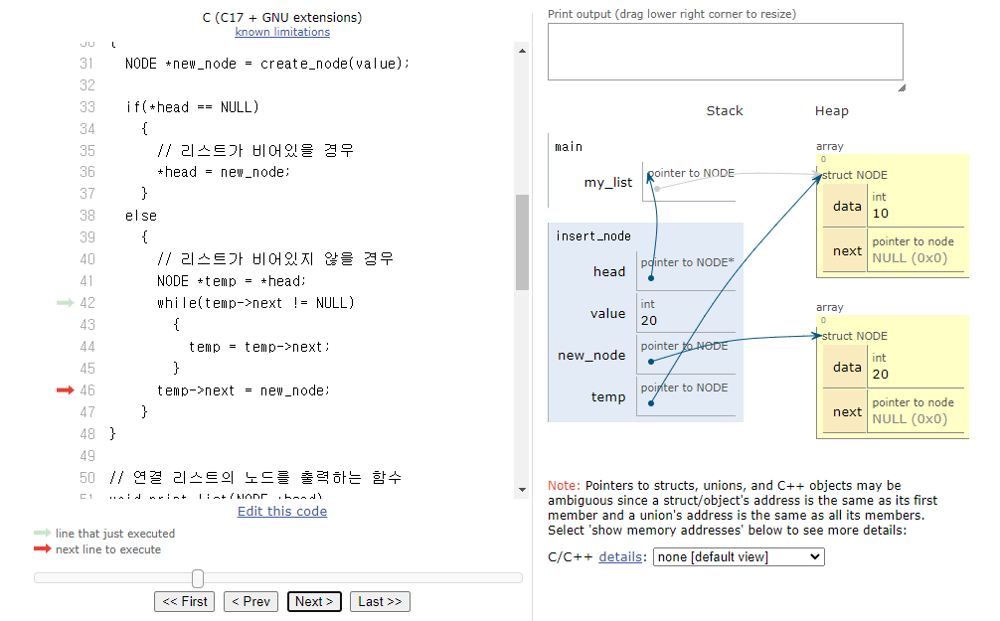 C (C17 + GNU extensions)
known limitations
30 {
31 NODE *new_node = create_node(value);
32
33 if(*head == NULL)
34 {
35 // 리스트가 비어있을 경우
36 *head = new_node;
37 }
38 else
39 {
40 // 리스트가 비어있지 않을 경우
41 NODE *temp = *head;
42 while(temp->next != NULL)
43 {
44 temp = temp->next;
45 }
46 temp->next = new_node;
47 }
48 }
49
50 // 연결 리스트의 노드를 출력하는 함수
51 void print_list(NODE *head)
Edit this code
line that just executed
next line to execute
<< First
< Prev
Next >
Last >>
Print output (drag lower right corner to resize)
Stack
Heap
main
my_list
pointer to NODE
insert_node
head
pointer to NODE*
value
int
20
new_node
pointer to NODE
temp
pointer to NODE
array
0
struct NODE
data
int
10
next
pointer to node
NULL (0x0)
array
0
struct NODE
data
int
20
next
pointer to node
NULL (0x0)
Note: Pointers to structs, unions, and C++ objects may be
ambiguous since a struct/object's address is the same as its first
member and a union's address is the same as all its members.
Select 'show memory addresses' below to see more details:
C/C++ details: none [default view]